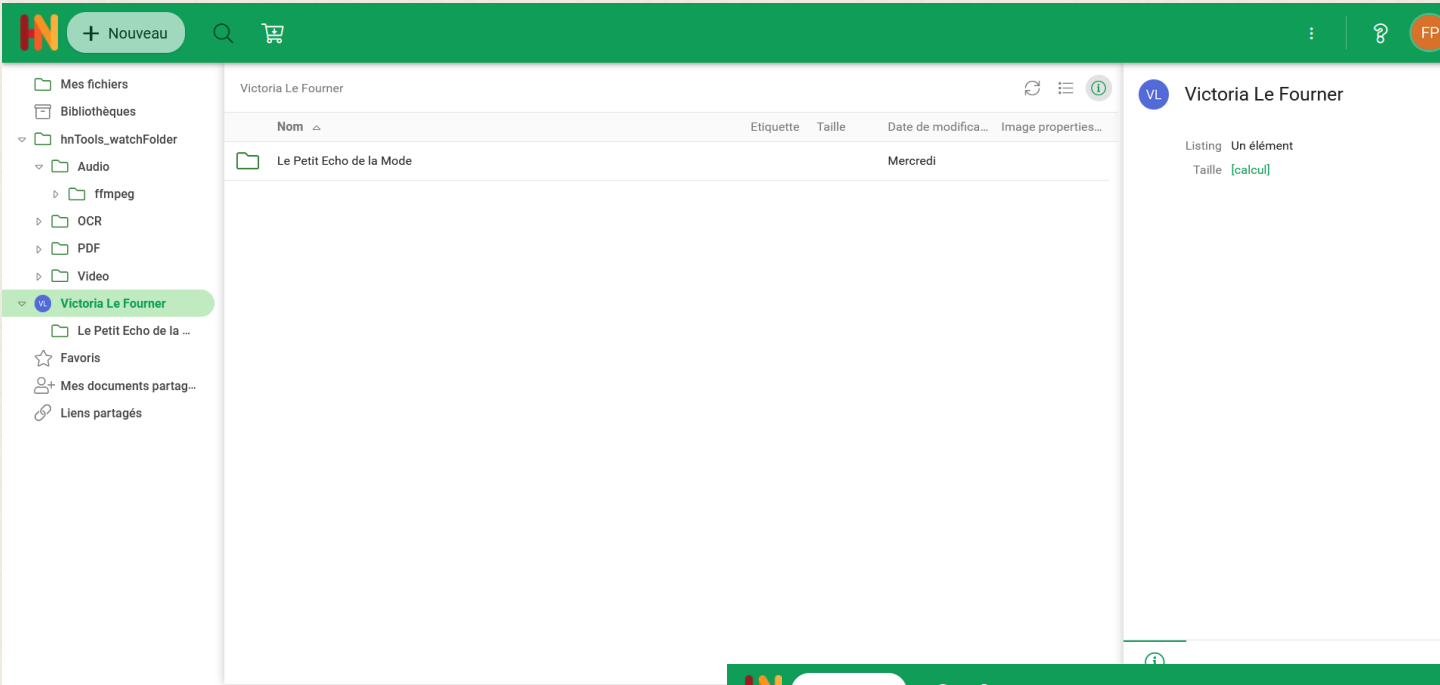 HN
Nouveau
FP
Mes fichiers
Bibliothèques
hnTools_watchFolder
Audio
ffmpeg
OCR
PDF
Video
VL
Victoria Le Fourner
Le Petit Echo de la ...
Favoris
Mes documents partag...
Liens partagés
Victoria Le Fourner
Nom
Etiquette
Taille
Date de modifica...
Image properties...
Le Petit Echo de la Mode
Mercredi
VL
Victoria Le Fourner
Listing Un élément
Taille [calcul]